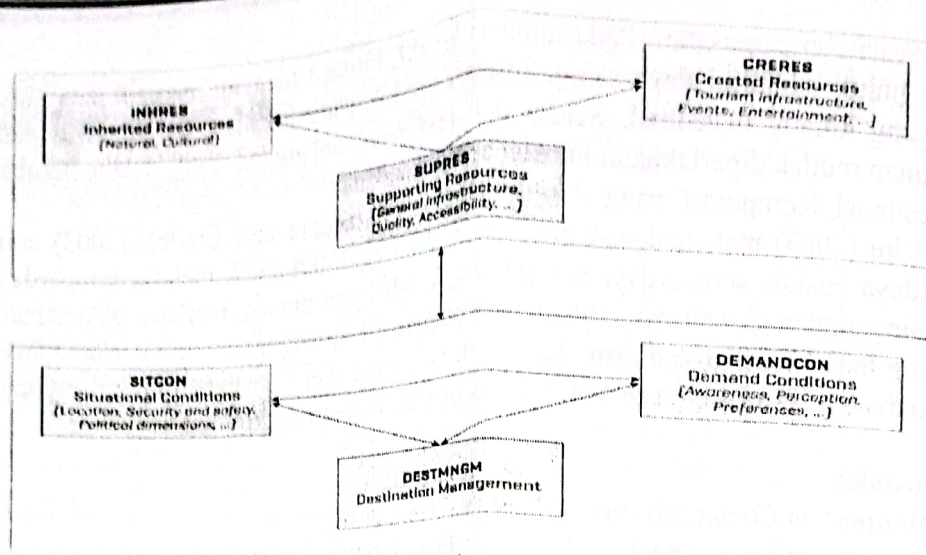 CRERES
Created Resources
(Tourism infrastructure,
Events, Entertainment, ...)
INHRES
Inherited Resources
(Natural, Cultural)
SUPRES
Supporting Resources
(General infrastructure,
Quality, Accessibility, ...)
SITCON
Situational Conditions
(Location, Security and safety,
Political dimensions, ...)
DEMANDCON
Demand Conditions
(Awareness, Perception,
Preferenses, ...)
DESTMNGM
Destination Management